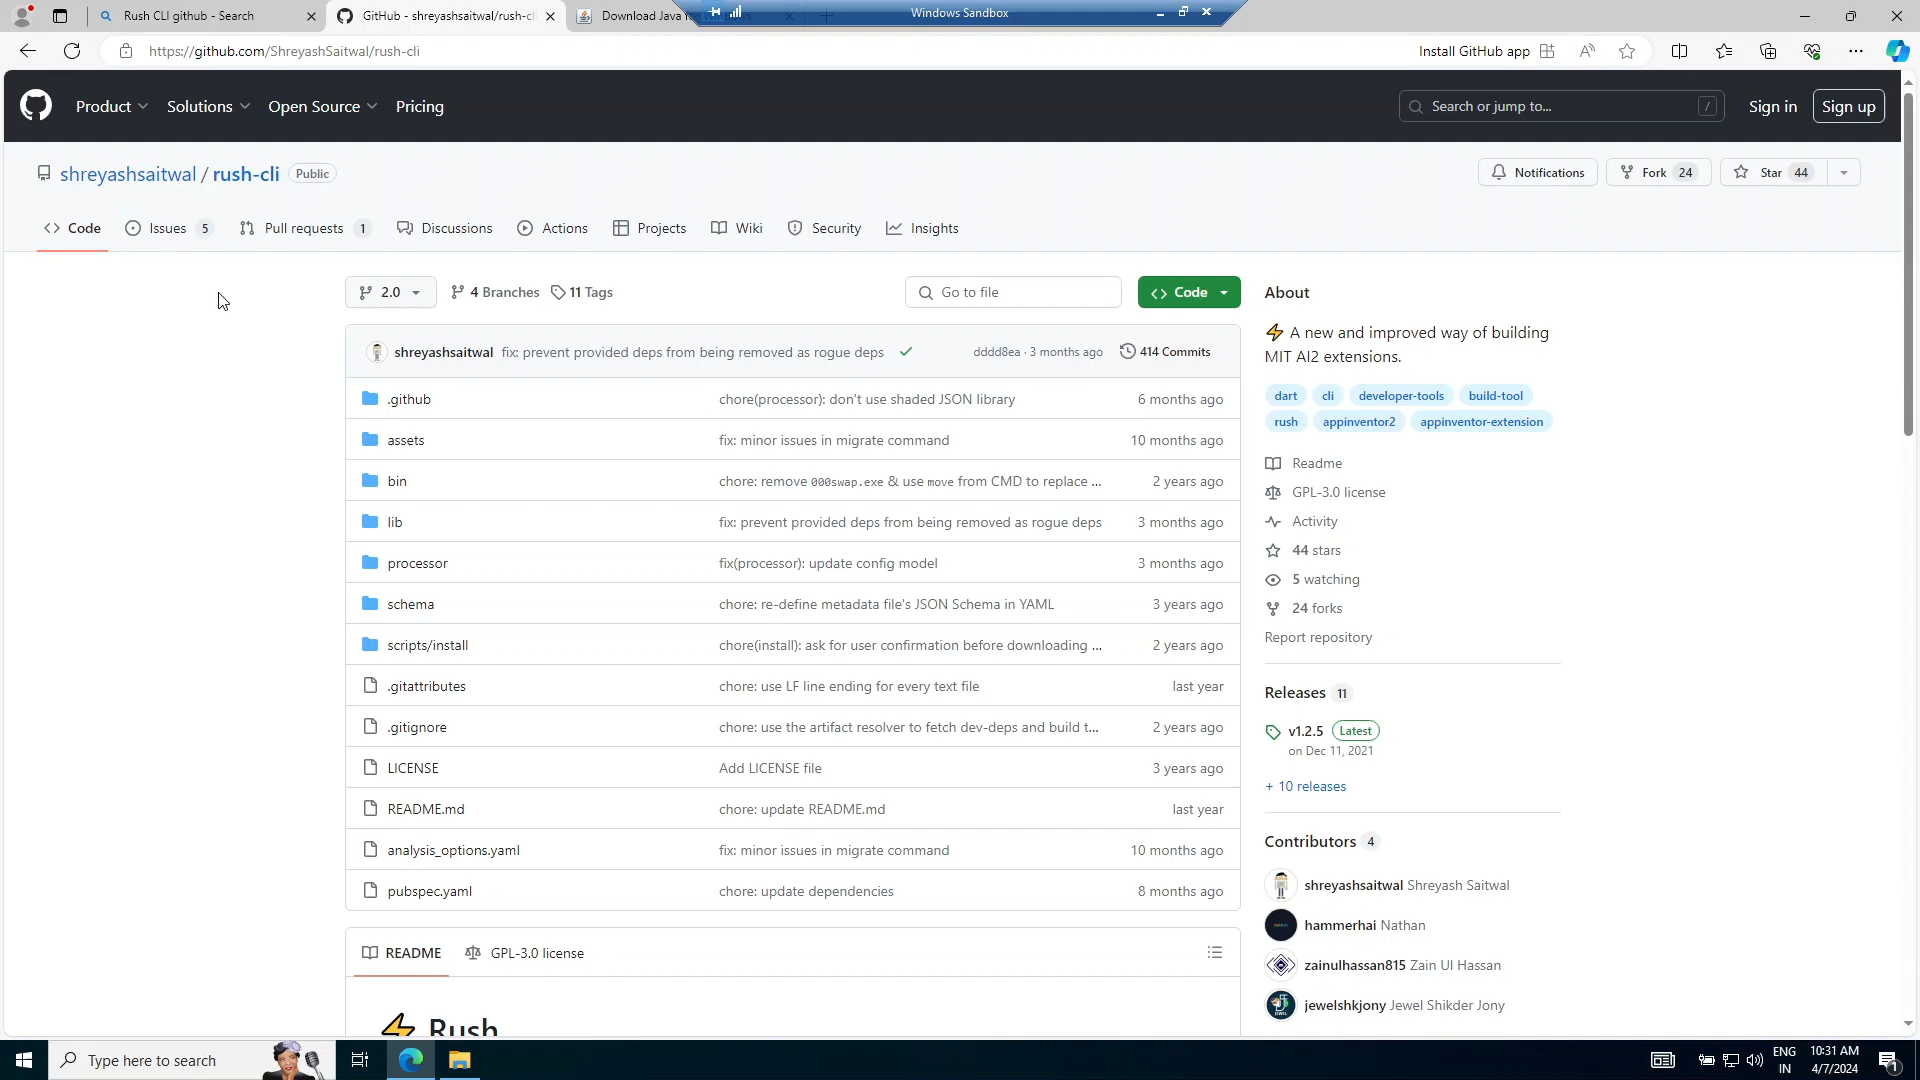 Rush CLI github - Search
GitHub - shreyashsaitwal/rush-cli
Download Java fo
Windows Sandbox
https://github.com/ShreyashSaitwal/rush-cli
Install GitHub app
Product
Solutions
Open Source
Pricing
Search or jump to...
/
Sign in
Sign up
shreyashsaitwal / rush-cli
Public
Notifications
Fork 24
Star 44
Code
Issues 5
Pull requests 1
Discussions
Actions
Projects
Wiki
Security
Insights
2.0
4 Branches
11 Tags
Go to file
Code
shreyashsaitwal fix: prevent provided deps from being removed as rogue deps
dddd8ea · 3 months ago
414 Commits
.github chore(processor): don't use shaded JSON library 6 months ago
assets fix: minor issues in migrate command 10 months ago
bin chore: remove 000swap.exe & use move from CMD to replace ... 2 years ago
lib fix: prevent provided deps from being removed as rogue deps 3 months ago
processor fix(processor): update config model 3 months ago
schema chore: re-define metadata file's JSON Schema in YAML 3 years ago
scripts/install chore(install): ask for user confirmation before downloading ... 2 years ago
.gitattributes chore: use LF line ending for every text file last year
.gitignore chore: use the artifact resolver to fetch dev-deps and build t... 2 years ago
LICENSE Add LICENSE file 3 years ago
README.md chore: update README.md last year
analysis_options.yaml fix: minor issues in migrate command 10 months ago
pubspec.yaml chore: update dependencies 8 months ago
README
GPL-3.0 license
Rush
About
⚡ A new and improved way of building
MIT AI2 extensions.
dart cli developer-tools build-tool
rush appinventor2 appinventor-extension
Readme
GPL-3.0 license
Activity
44 stars
5 watching
24 forks
Report repository
Releases 11
v1.2.5 Latest
on Dec 11, 2021
+ 10 releases
Contributors 4
shreyashsaitwal Shreyash Saitwal
hammerhai Nathan
zainulhassan815 Zain Ul Hassan
jewelshkjony Jewel Shikder Jony
Type here to search
ENG
IN
10:31 AM
4/7/2024
1